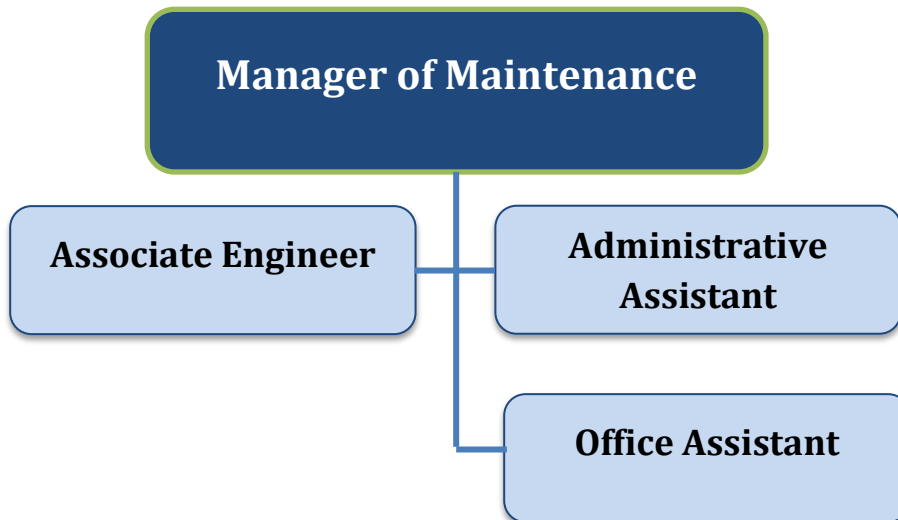 Manager of Maintenance
Associate Engineer
Administrative
Assistant
Office Assistant